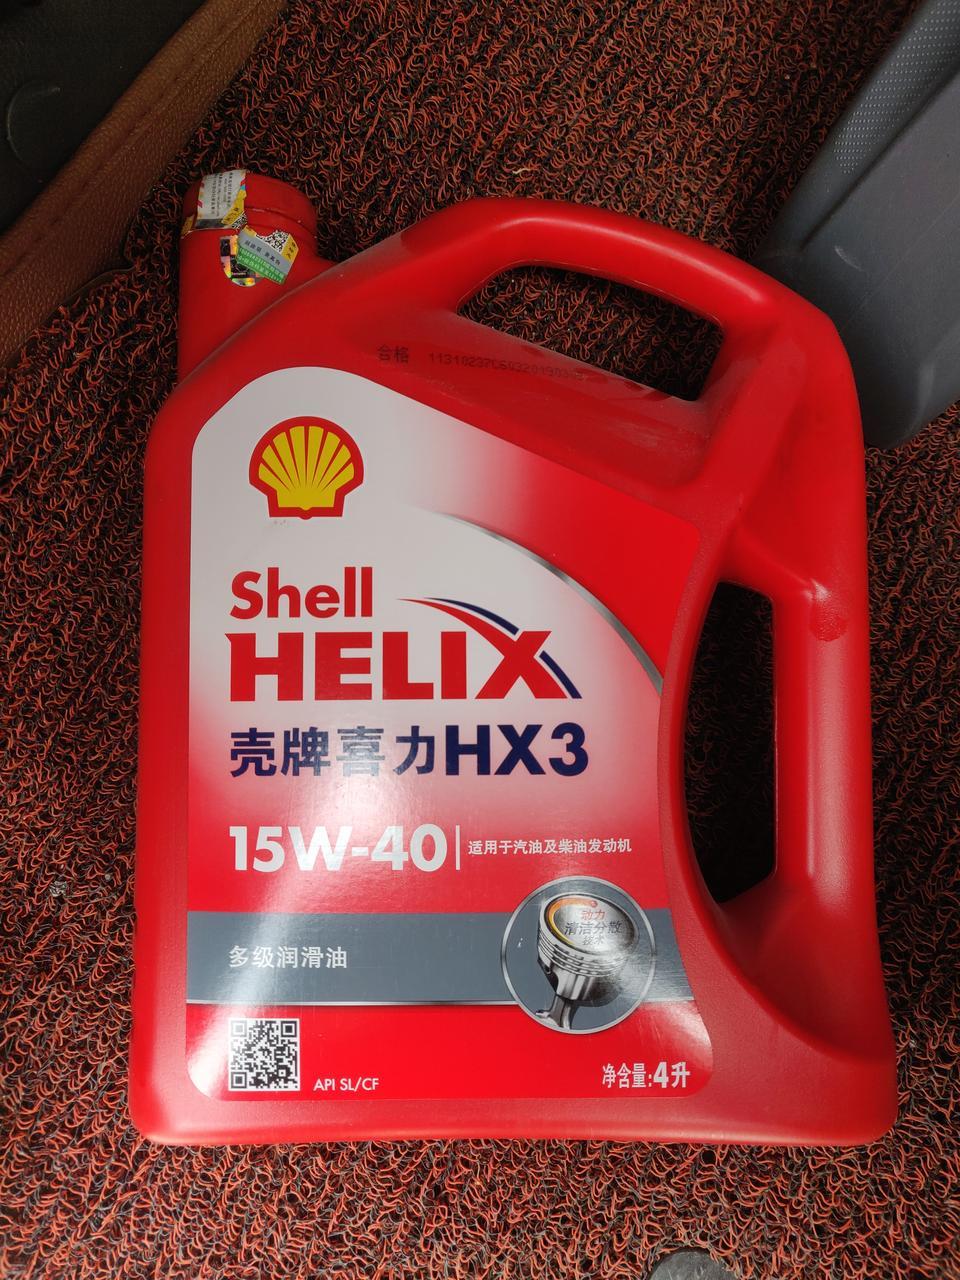 合格
Shell
HELIX
壳牌喜力HX3
15W-40
适用于汽油及柴油发动机
动力
清洁分散
技术
多级润滑油
API SL/CF
净含量:4升